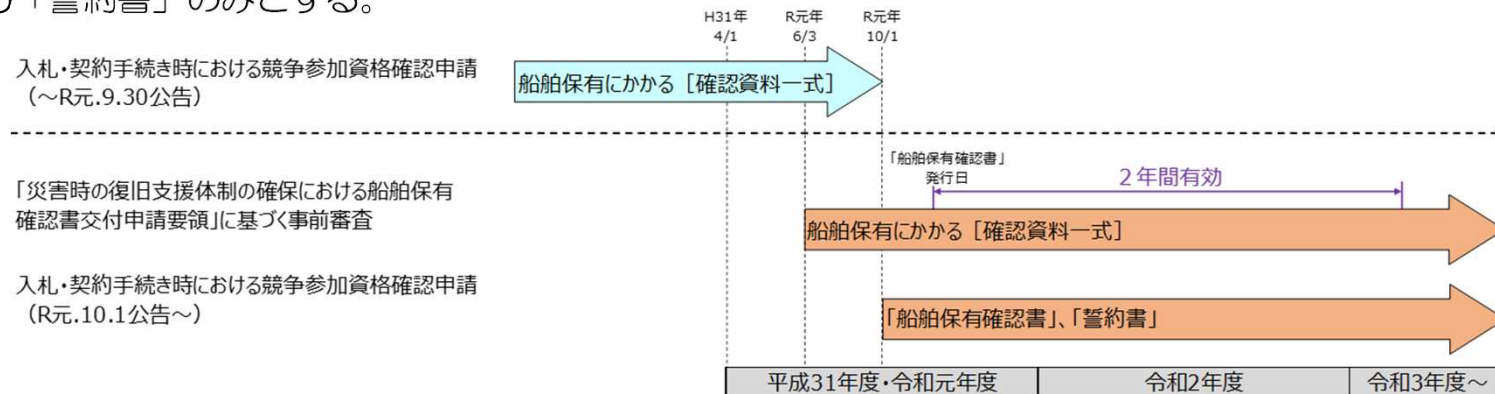 び「誓約書」のみとする。
H31年 R元年 R元年
4/1 6/3 10/1
入札・契約手続き時における競争参加資格確認申請
(～R元.9.30公告)
船舶保有にかかる［確認資料一式］
「船舶保有確認書」
発行日
2年間有効
「災害時の復旧支援体制の確保における船舶保有
確認書交付申請要領」に基づく事前審査
船舶保有にかかる［確認資料一式］
入札・契約手続き時における競争参加資格確認申請
(R元.10.1公告～)
「船舶保有確認書」、「誓約書」
平成31年度・令和元年度 令和2年度 令和3年度～